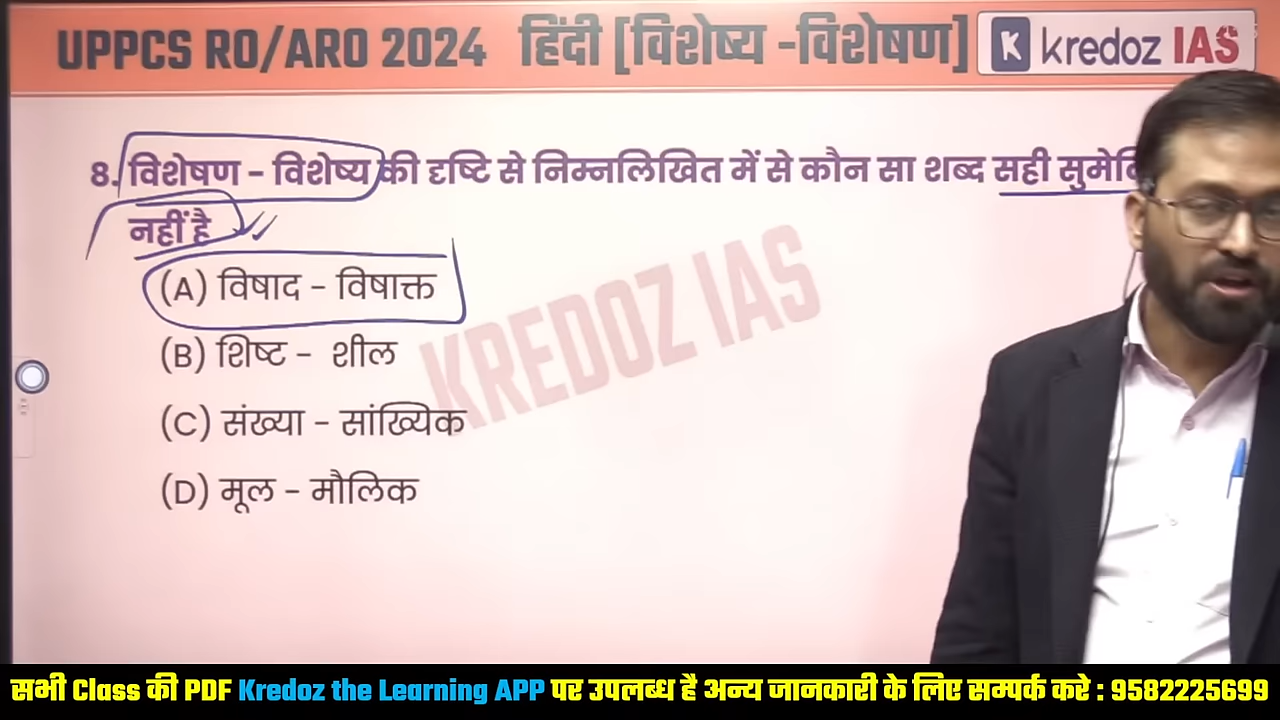 UPPCS RO/ARO 2024 हिंदी [विशेष्य -विशेषण]
K kredoz IAS
8. विशेषण - विशेष्य की दृष्टि से निम्नलिखित में से कौन सा शब्द सही
नहीं है
(A) विषाद - विषाक्त
(B) शिष्ट - शील
(C) संख्या - सांख्यिक
(D) मूल - मौलिक
KREDOZ IAS
सभी Class की PDF Kredoz the Learning APP पर उपलब्ध है अन्य जानकारी के लिए सम्पर्क करे : 9582225699